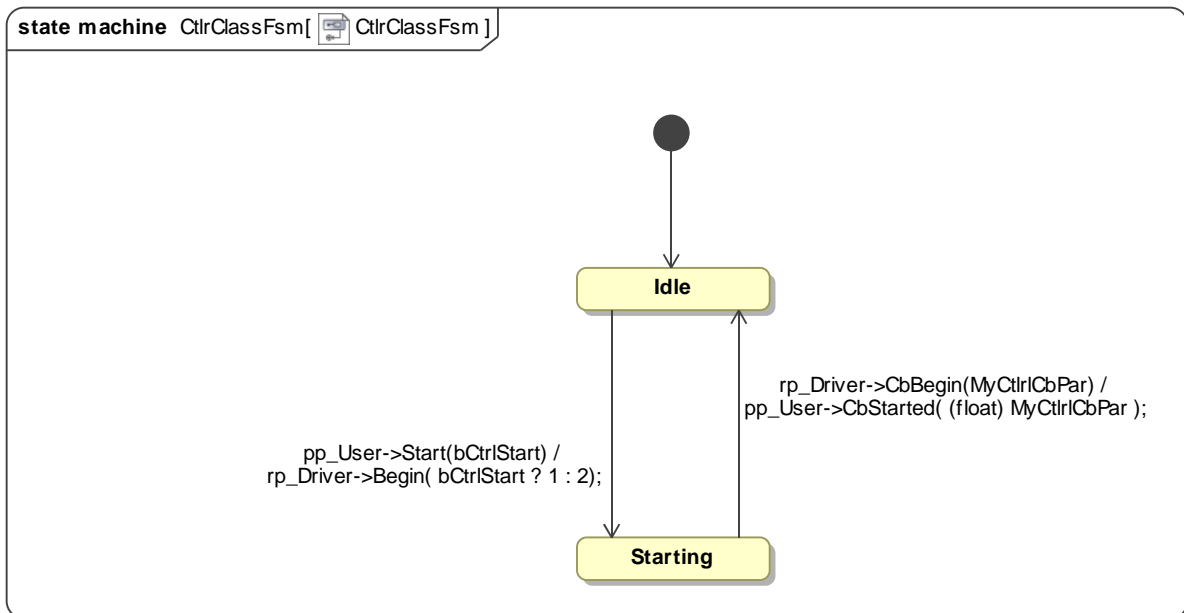 state machine CtlrClassFsm[ CtlrClassFsm ]
Idle
rp_Driver->CbBegin(MyCtlrlCbPar) /
pp_User->CbStarted( (float) MyCtlrlCbPar );
pp_User->Start(bCtrlStart) /
rp_Driver->Begin( bCtrlStart ? 1 : 2);
Starting